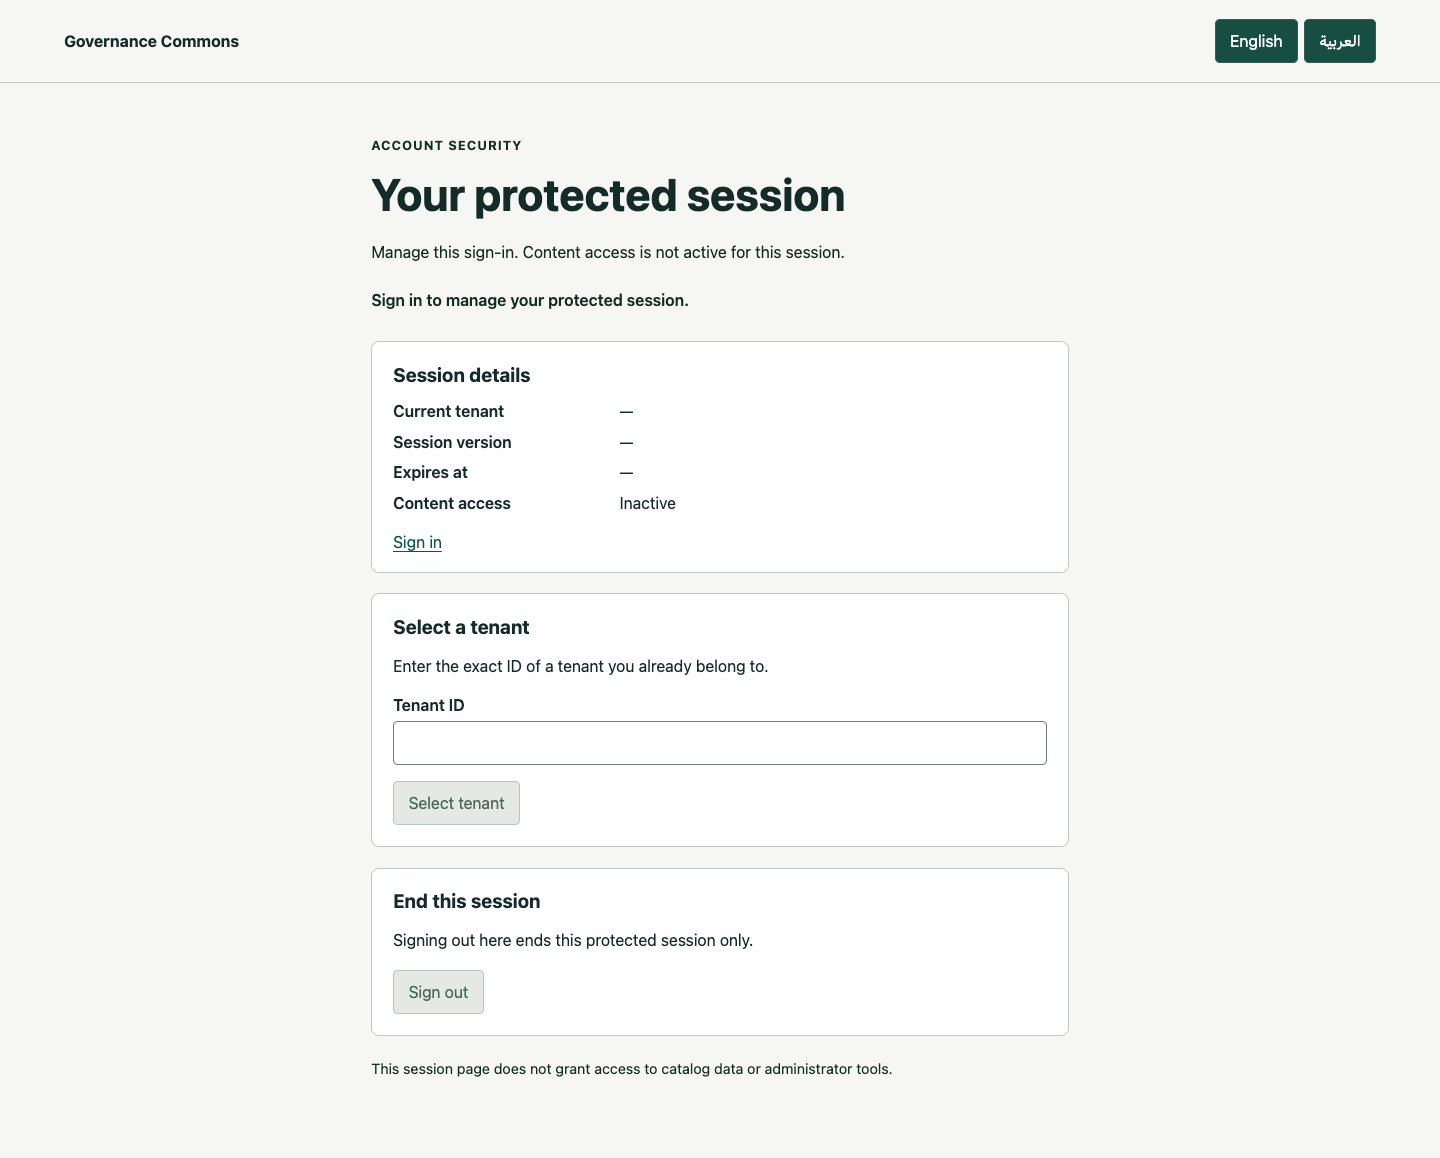 Governance Commons
English
العربية
ACCOUNT SECURITY
Your protected session
Manage this sign-in. Content access is not active for this session.
Sign in to manage your protected session.
Session details
Current tenant —
Session version —
Expires at —
Content access Inactive
Sign in
Select a tenant
Enter the exact ID of a tenant you already belong to.
Tenant ID
Select tenant
End this session
Signing out here ends this protected session only.
Sign out
This session page does not grant access to catalog data or administrator tools.